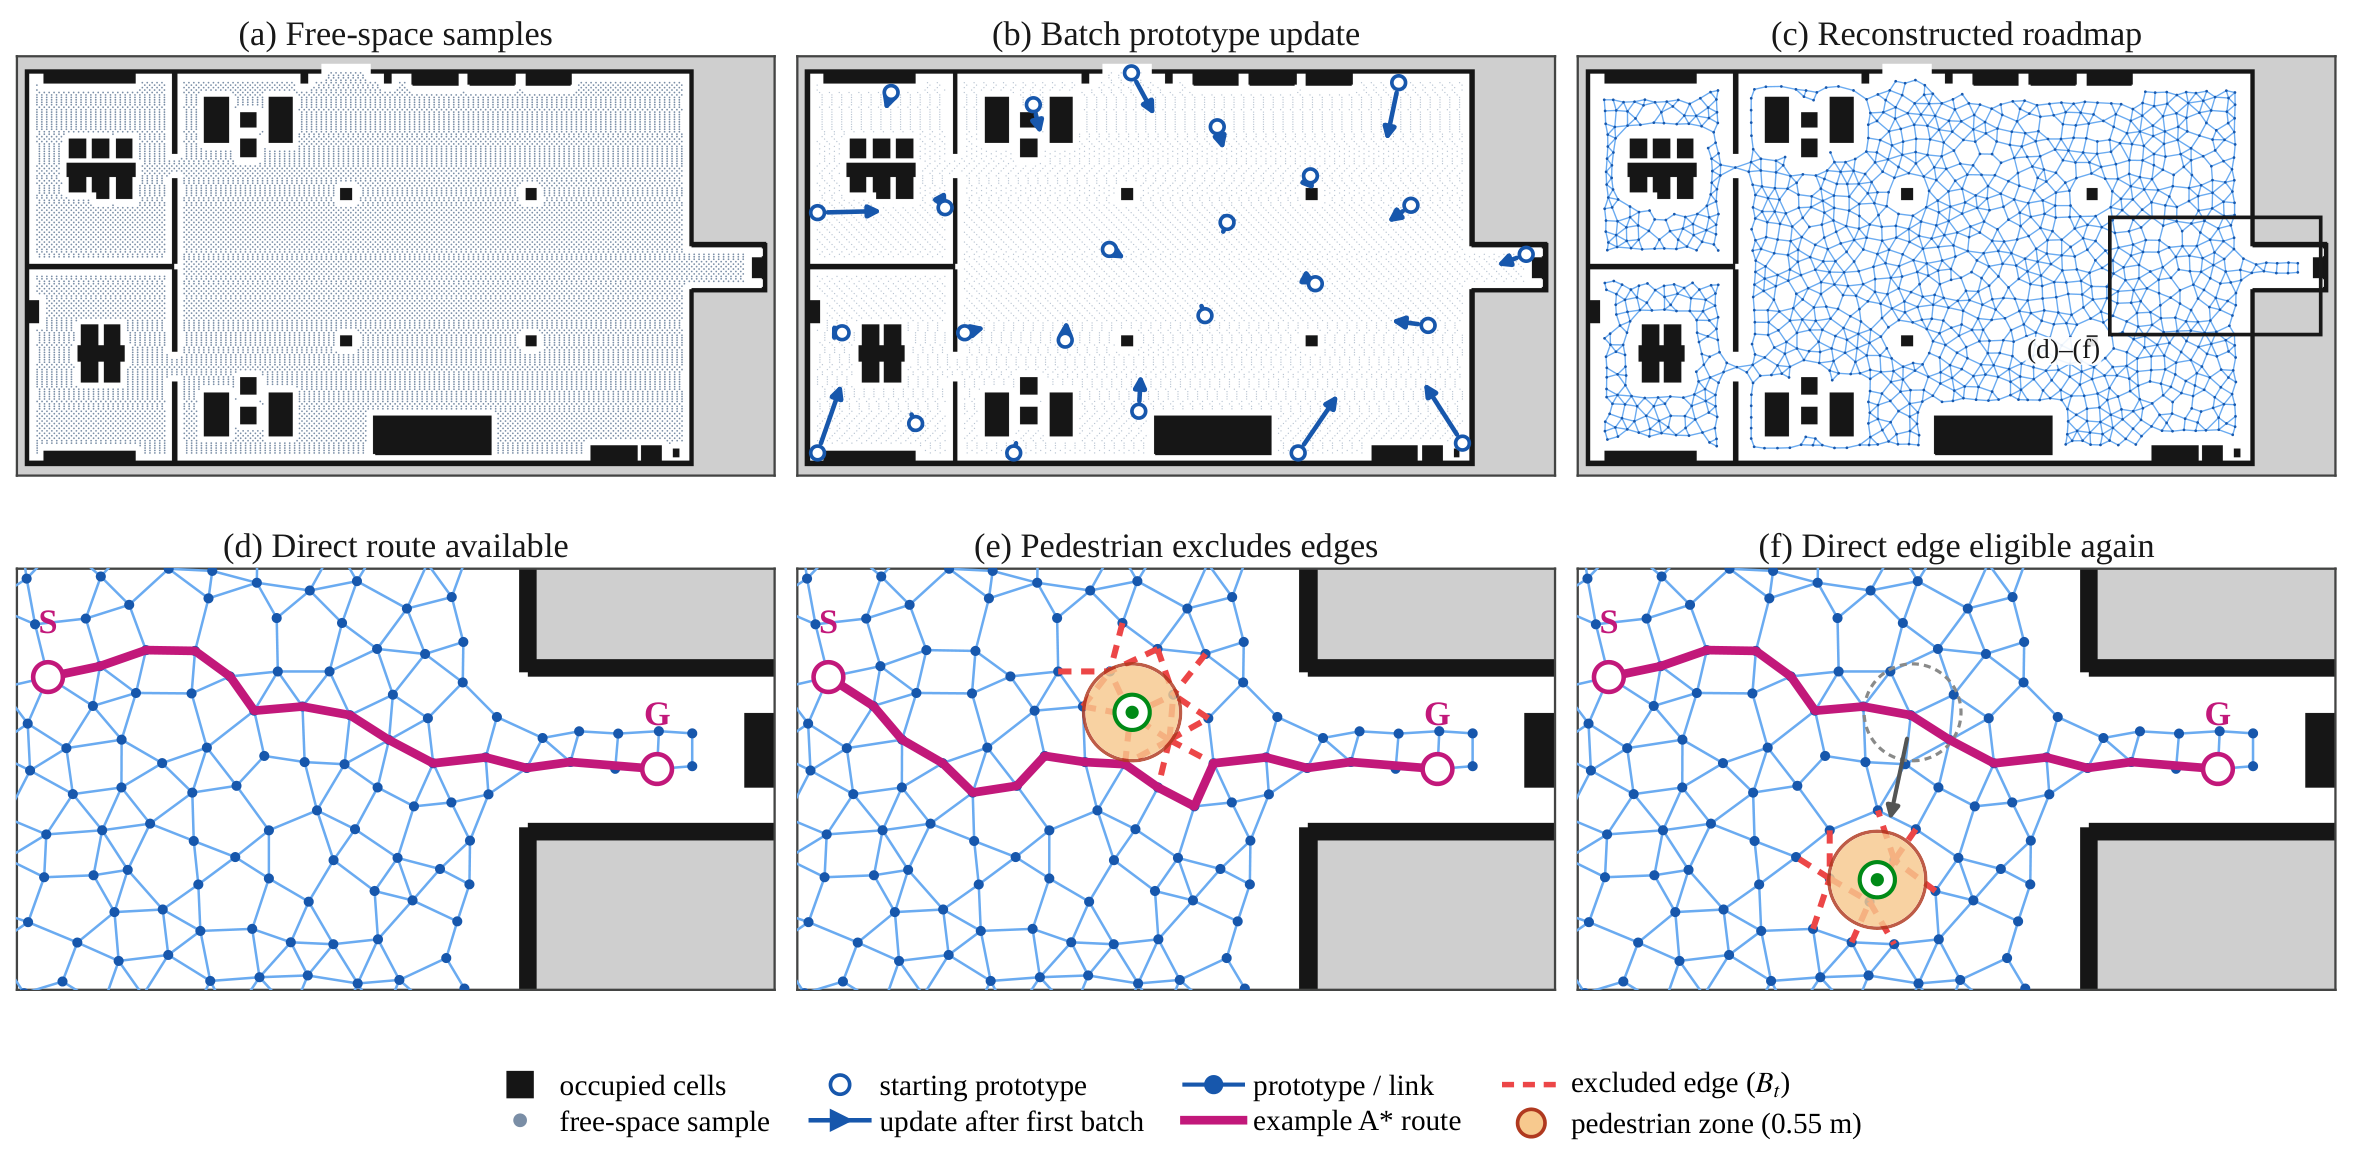 (a) Free-space samples
(b) Batch prototype update
(c) Reconstructed roadmap
(d)–(f)
(d) Direct route available
(e) Pedestrian excludes edges
(f) Direct edge eligible again
S
G
S
G
S
G
occupied cells
starting prototype
prototype / link
excluded edge (Bₜ)
free-space sample
update after first batch
example A* route
pedestrian zone (0.55 m)